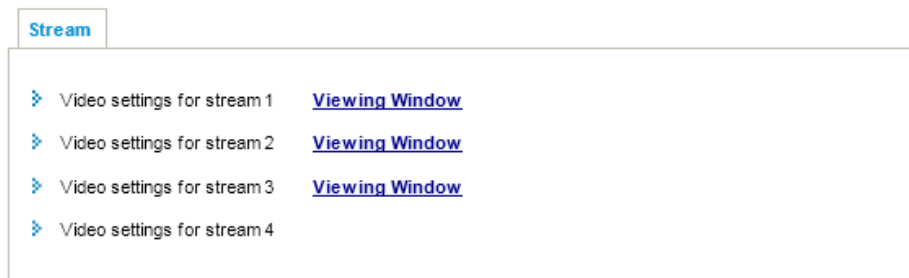 Stream
Video settings for stream 1 Viewing Window
Video settings for stream 2 Viewing Window
Video settings for stream 3 Viewing Window
Video settings for stream 4